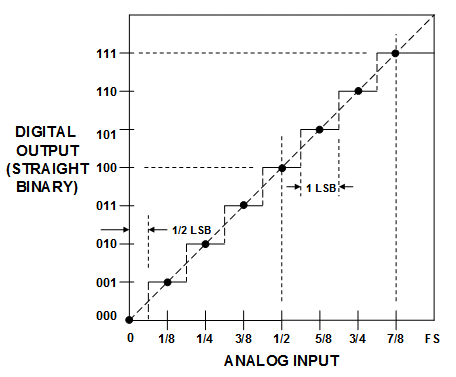 111
110
101
DIGITAL
OUTPUT
(STRAIGHT
BINARY)
100
1 LSB
011
1/2 LSB
010
001
000
0 1/8 1/4 3/8 1/2 5/8 3/4 7/8 FS
ANALOG INPUT